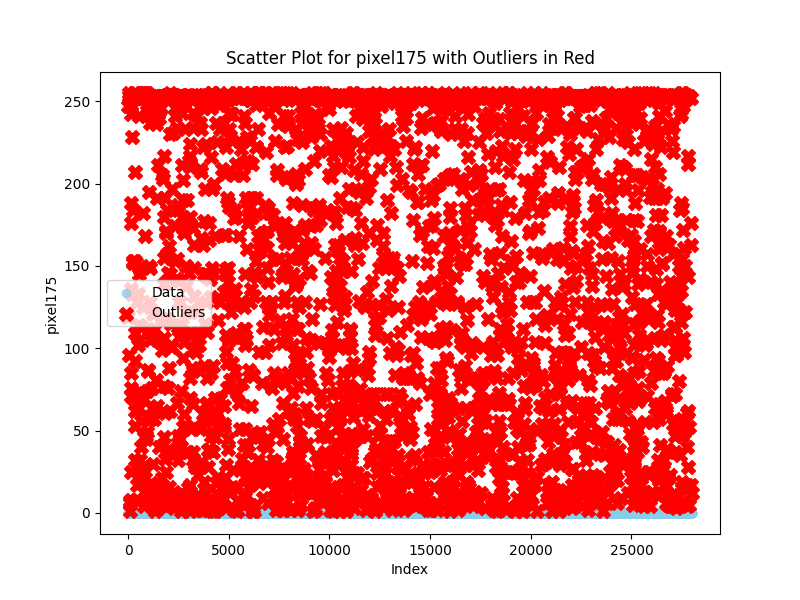 Scatter Plot for pixel175 with Outliers in Red
250
200
150
100
50
0
pixel175
Data
Outliers
0 5000 10000 15000 20000 25000
Index